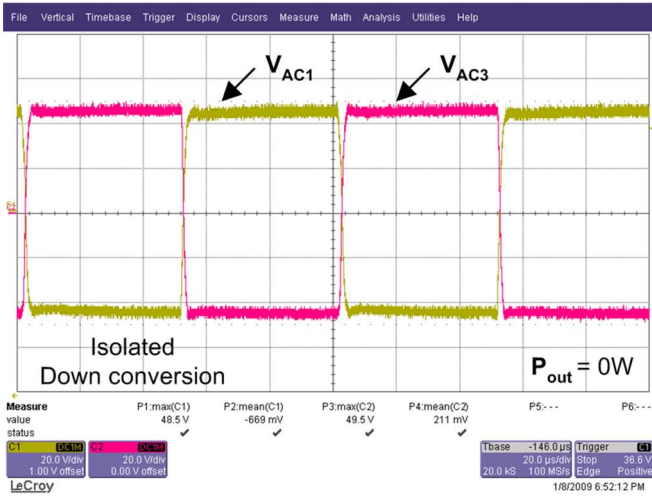 File Vertical Timebase Trigger Display Cursors Measure Math Analysis Utilities Help
VAC1
VAC3
C2
Isolated
Down conversion
Pout = 0W
Measure P1:max(C1) P2:mean(C1) P3:max(C2) P4:mean(C2) P5:- - - P6:- -
value 48.5 V -669 mV 49.5 V 211 mV
status ✓ ✓ ✓ ✓
C1 DC1M
20.0 V/div
1.00 V offset
C2 DC1M
20.0 V/div
0.00 V offset
Tbase -146.0 µs
20.0 µs/div
20.0 kS 100 MS/s
Trigger C1
Stop 36.6 V
Edge Positive
LeCroy
1/8/2009 6:52:12 PM